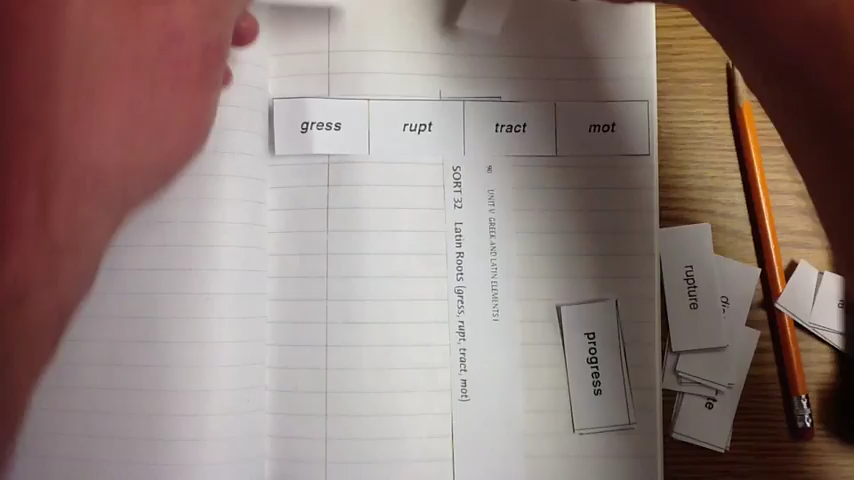 gress rupt tract mot
90 UNIT V GREEK AND LATIN ELEMENTS I
SORT 32 Latin Roots (gress, rupt, tract, mot)
progress
rupture